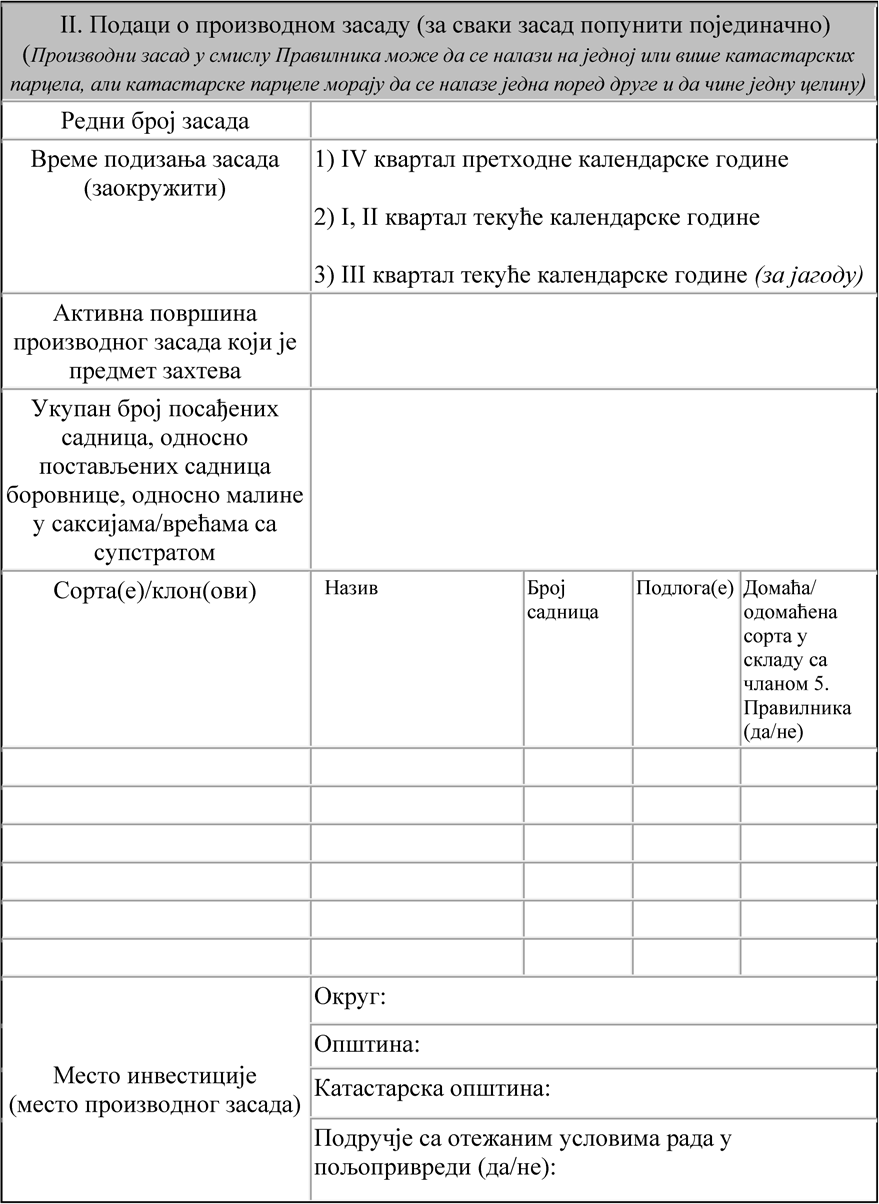 II. Подаци о производном засаду (за сваки засад попунити појединачно)
(Производни засад у смислу Правилника може да се налази на једној или више катастарских
парцела, али катастарске парцеле морају да се налазе једна поред друге и да чине једну целину)
Редни број засада
Време подизања засада
(заокружити)
1) IV квартал претходне календарске године
2) I, II квартал текуће календарске године
3) III квартал текуће календарске године (за јагоду)
Активна површина
производног засада који је
предмет захтева
Укупан број посађених
садница, односно
постављених садница
боровнице, односно малине
у саксијама/врећама са
супстратом
Сорта(е)/клон(ови)
Назив
Број
садница
Подлога(е)
Домаћа/
одомаћена
сорта у
складу са
чланом 5.
Правилника
(да/не)
Место инвестиције
(место производног засада)
Округ:
Општина:
Катастарска општина:
Подручје са отежаним условима рада у
пољопривреди (да/не):